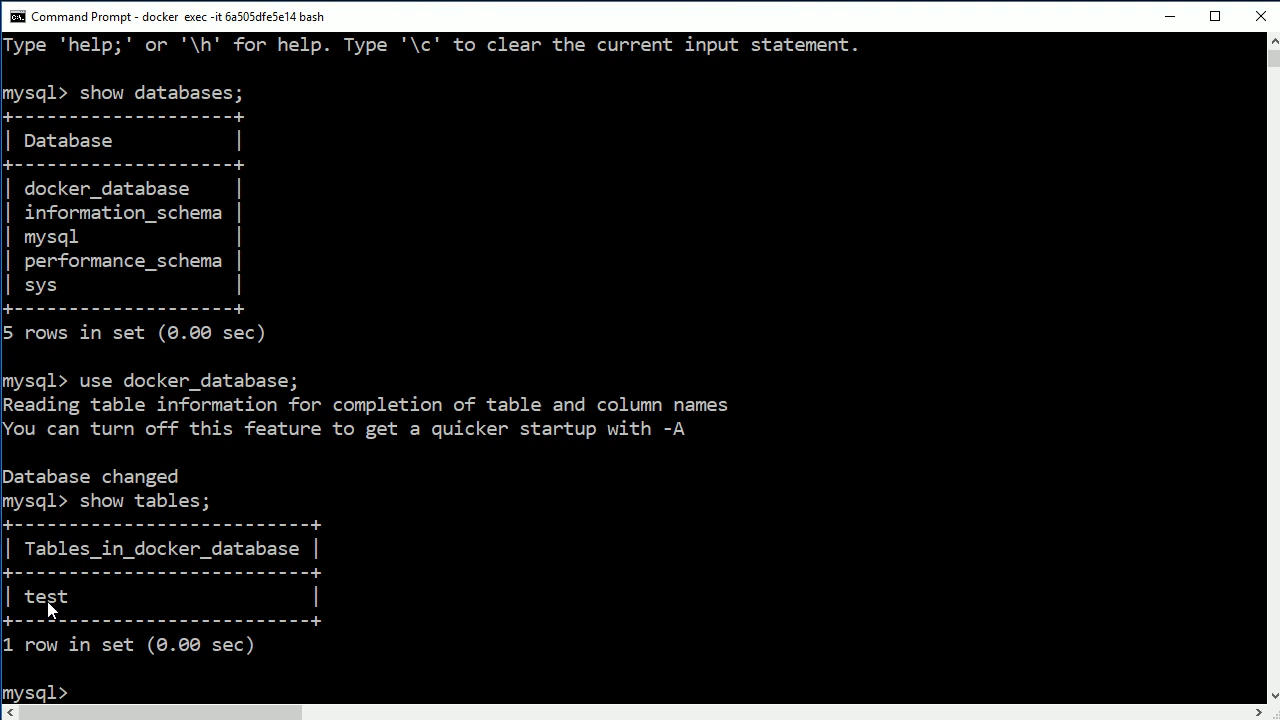 Command Prompt - docker  exec -it 6a505dfe5e14 bash
Type 'help;' or '\h' for help. Type '\c' to clear the current input statement.
mysql> show databases;
+--------------------+
| Database           |
+--------------------+
| docker_database    |
| information_schema |
| mysql              |
| performance_schema |
| sys                |
+--------------------+
5 rows in set (0.00 sec)
mysql> use docker_database;
Reading table information for completion of table and column names
You can turn off this feature to get a quicker startup with -A
Database changed
mysql> show tables;
+---------------------------+
| Tables_in_docker_database |
+---------------------------+
| test                      |
+---------------------------+
1 row in set (0.00 sec)
mysql>